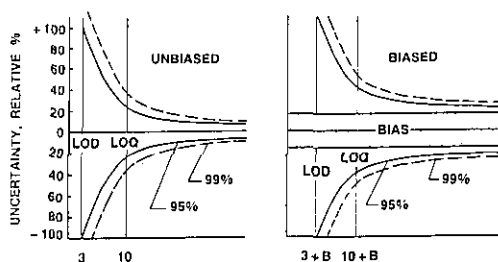 UNCERTAINTY, RELATIVE %
+ 100
80
60
40
20
0
20
40
60
80
- 100
UNBIASED
LOD
LOQ
99%
95%
3
10
BIASED
BIAS
LOD
LOQ
99%
95%
3 + B
10 + B